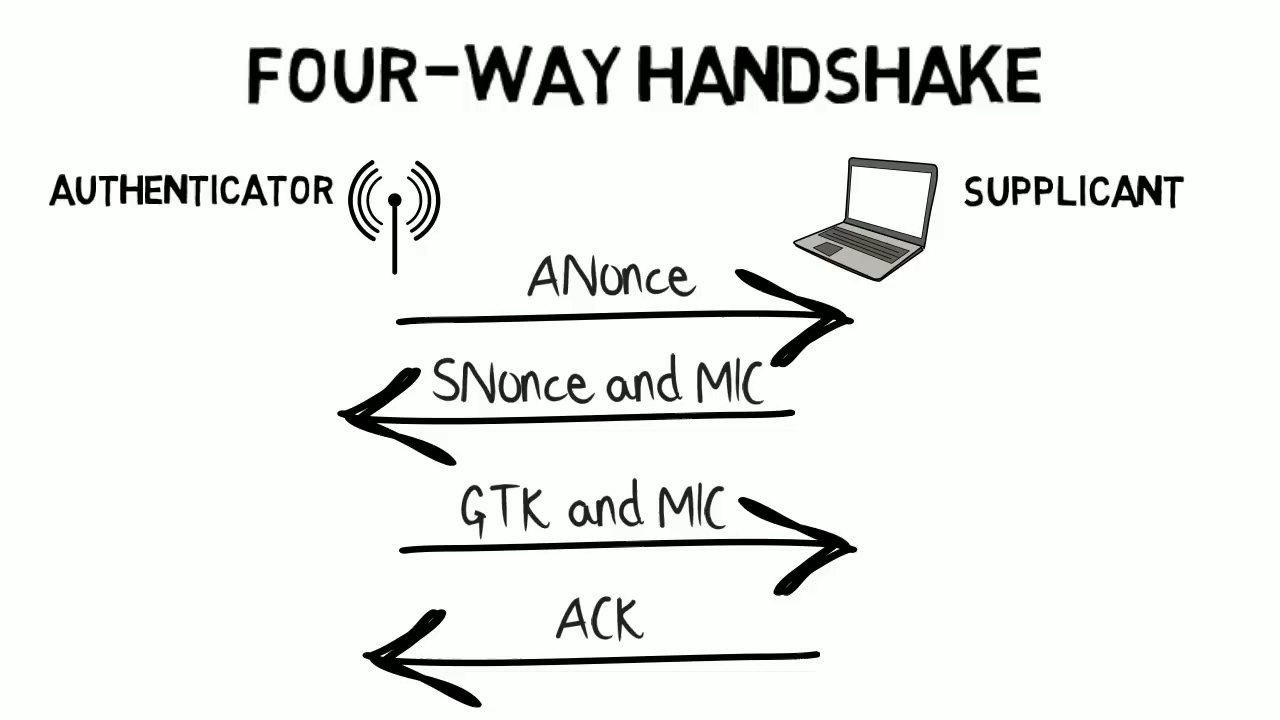 FOUR-WAY HANDSHAKE
AUTHENTICATOR
SUPPLICANT
ANonce
SNonce and MIC
GTK and MIC
ACK